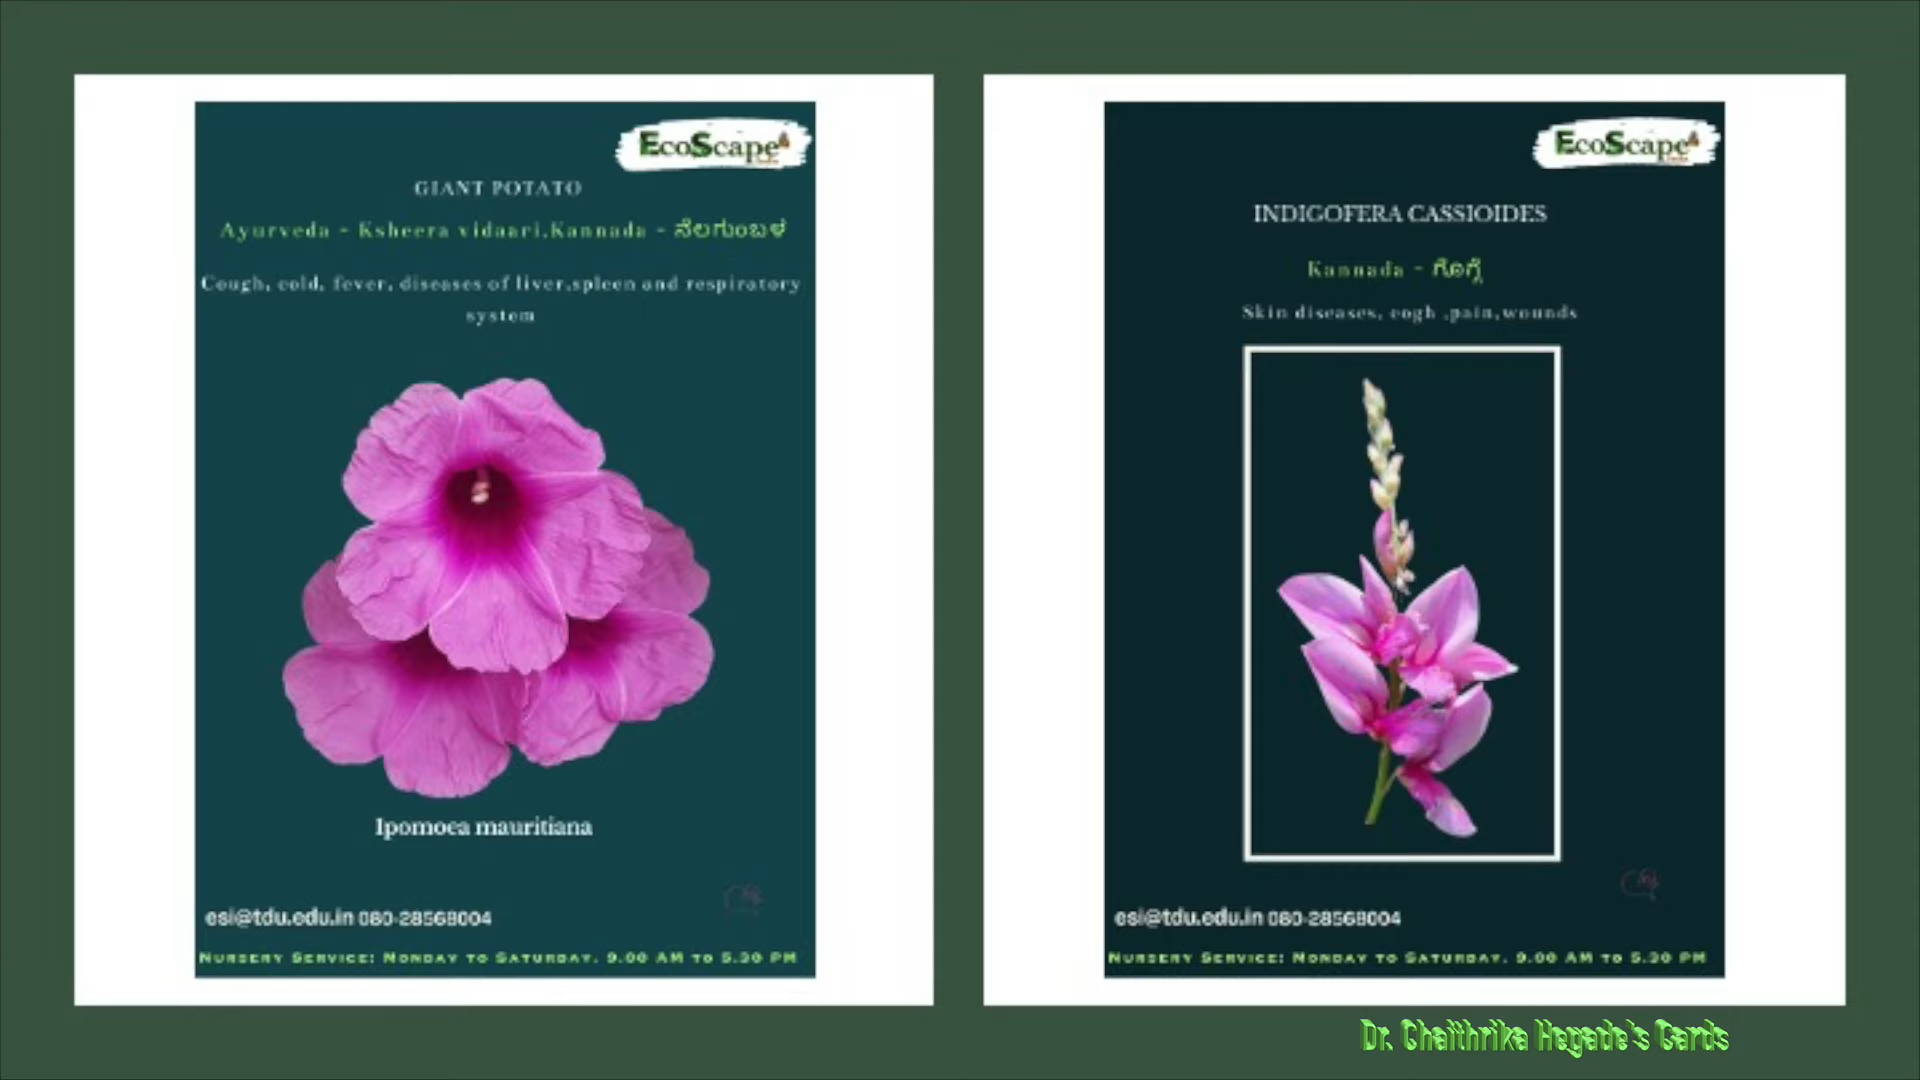 EcoScape
GIANT POTATO
Ayurveda - Ksheera vidaari,Kannada - ನೆಲಗುಂಬಳ
Cough, cold, fever, diseases of liver,spleen and respiratory
system
Ipomoea mauritiana
esi@tdu.edu.in 080-28568004
Nursery Service: Monday to Saturday. 9.00 AM to 5.30 PM
EcoScape
INDIGOFERA CASSIOIDES
Kannada - ಗೊಗ್ಗೆ
Skin diseases, cogh ,pain,wounds
esi@tdu.edu.in 080-28568004
Nursery Service: Monday to Saturday. 9.00 AM to 5.30 PM
Dr. Chaithrika Hegade's Cards